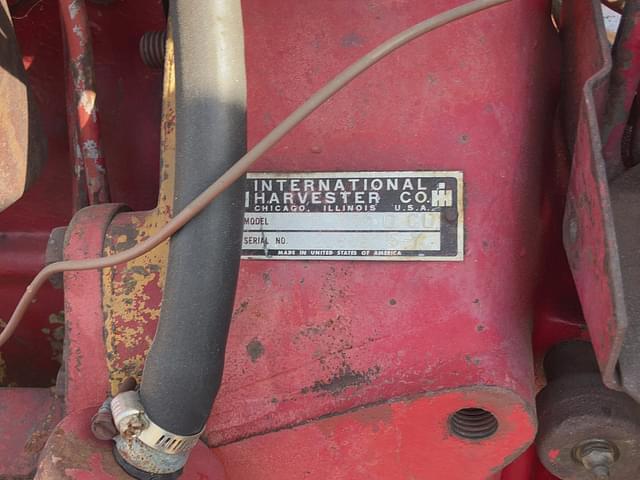 INTERNATIONAL
HARVESTER CO.
CHICAGO, ILLINOIS U.S.A.
MODEL
SERIAL NO.
MADE IN UNITED STATES OF AMERICA